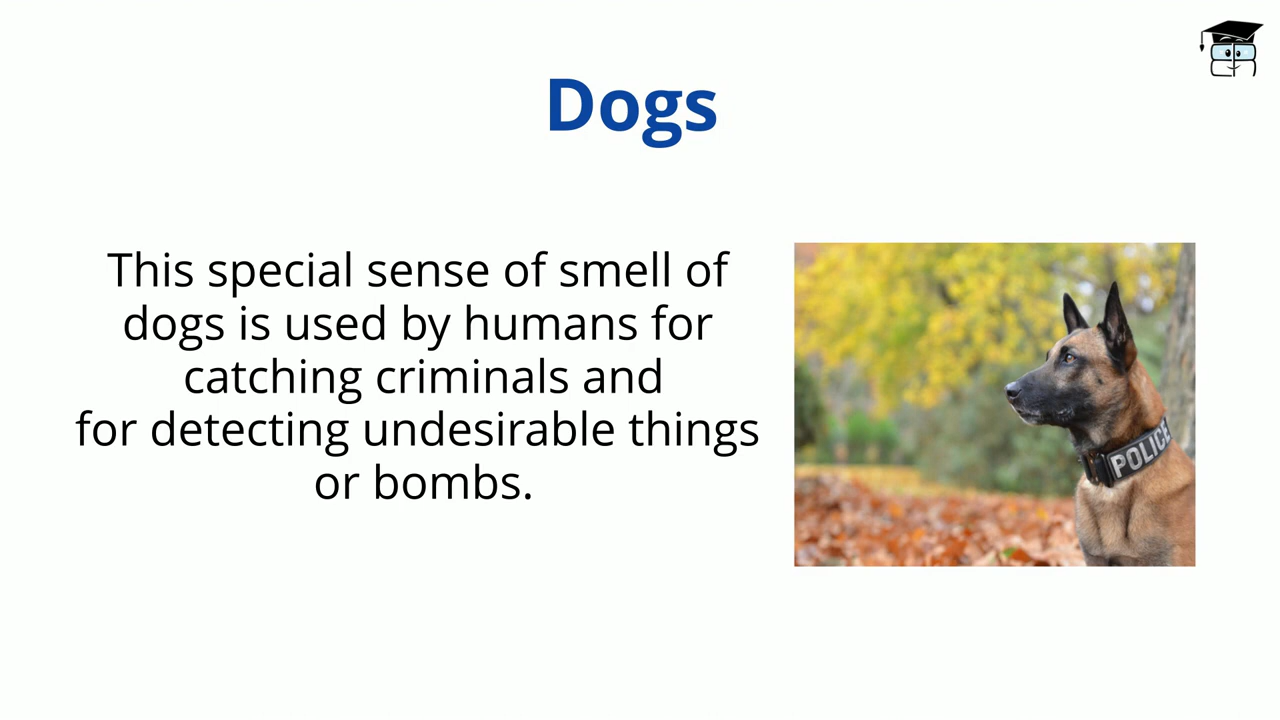 Dogs
This special sense of smell of
dogs is used by humans for
catching criminals and
for detecting undesirable things
or bombs.
POLICE